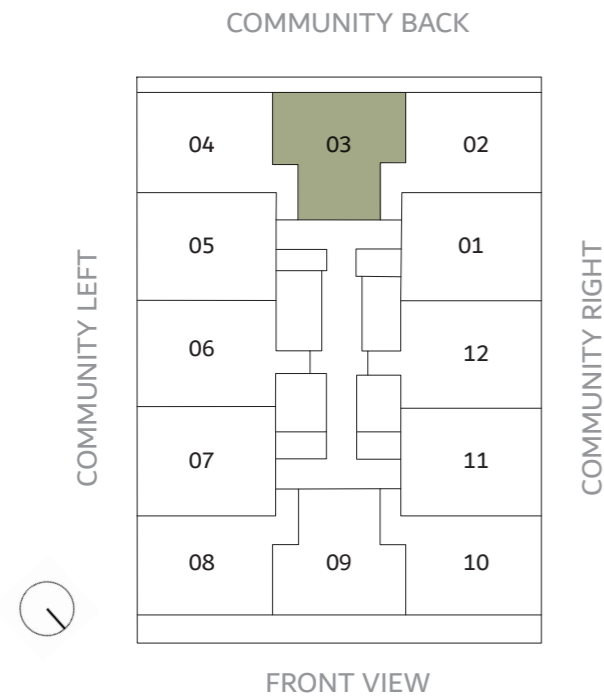 COMMUNITY BACK
04 03 02
05 01
COMMUNITY LEFT
COMMUNITY RIGHT
06 12
07 11
08 09 10
FRONT VIEW